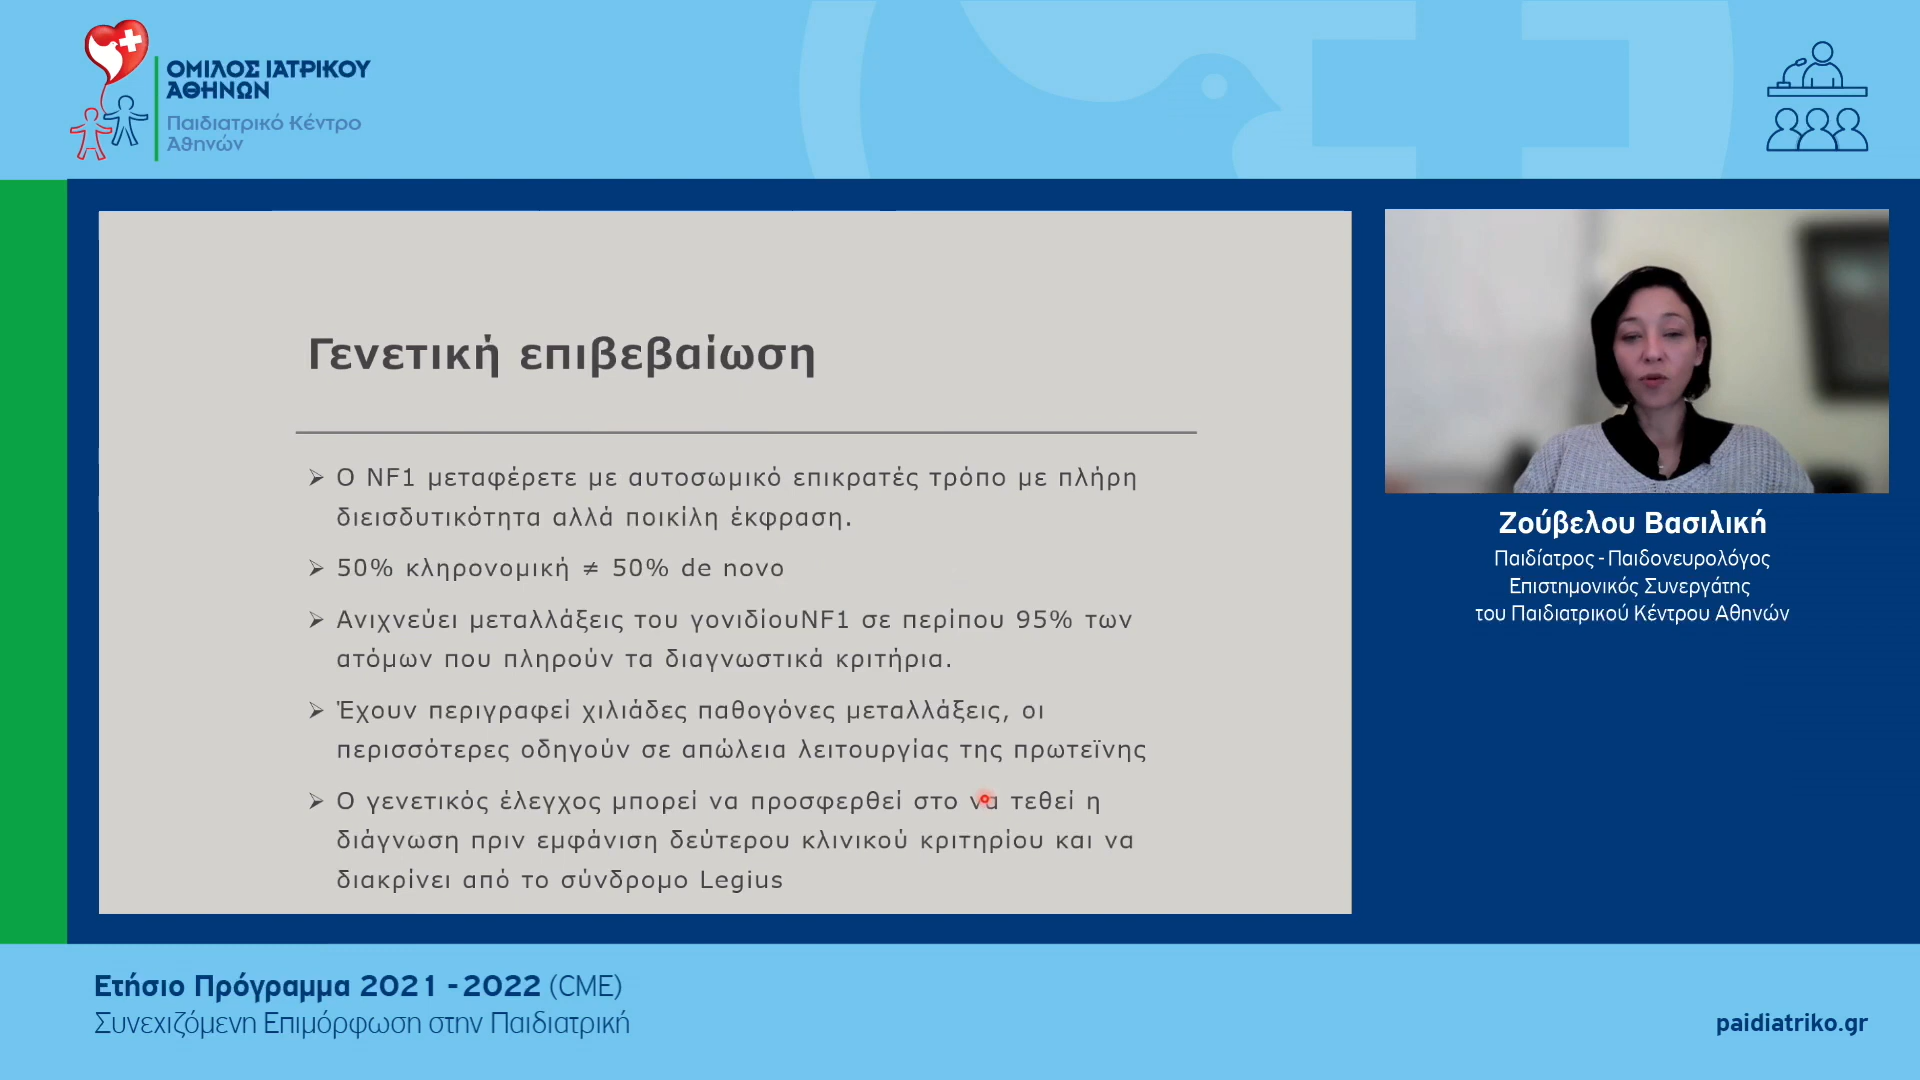 ΟΜΙΛΟΣ ΙΑΤΡΙΚΟΥ
ΑΘΗΝΩΝ
Παιδιατρικό Κέντρο
Αθηνών
Γενετική επιβεβαίωση
➢ Ο NF1 μεταφέρετε με αυτοσωμικό επικρατές τρόπο με πλήρη
διεισδυτικότητα αλλά ποικίλη έκφραση.
➢ 50% κληρονομική ≠ 50% de novo
➢ Ανιχνεύει μεταλλάξεις του γονιδίουNF1 σε περίπου 95% των
ατόμων που πληρούν τα διαγνωστικά κριτήρια.
➢ Έχουν περιγραφεί χιλιάδες παθογόνες μεταλλάξεις, οι
περισσότερες οδηγούν σε απώλεια λειτουργίας της πρωτεϊνης
➢ Ο γενετικός έλεγχος μπορεί να προσφερθεί στο να τεθεί η
διάγνωση πριν εμφάνιση δεύτερου κλινικού κριτηρίου και να
διακρίνει από το σύνδρομο Legius
Ζούβελου Βασιλική
Παιδίατρος - Παιδονευρολόγος
Επιστημονικός Συνεργάτης
του Παιδιατρικού Κέντρου Αθηνών
Ετήσιο Πρόγραμμα 2021 - 2022 (CME)
Συνεχιζόμενη Επιμόρφωση στην Παιδιατρική
paidiatriko.gr